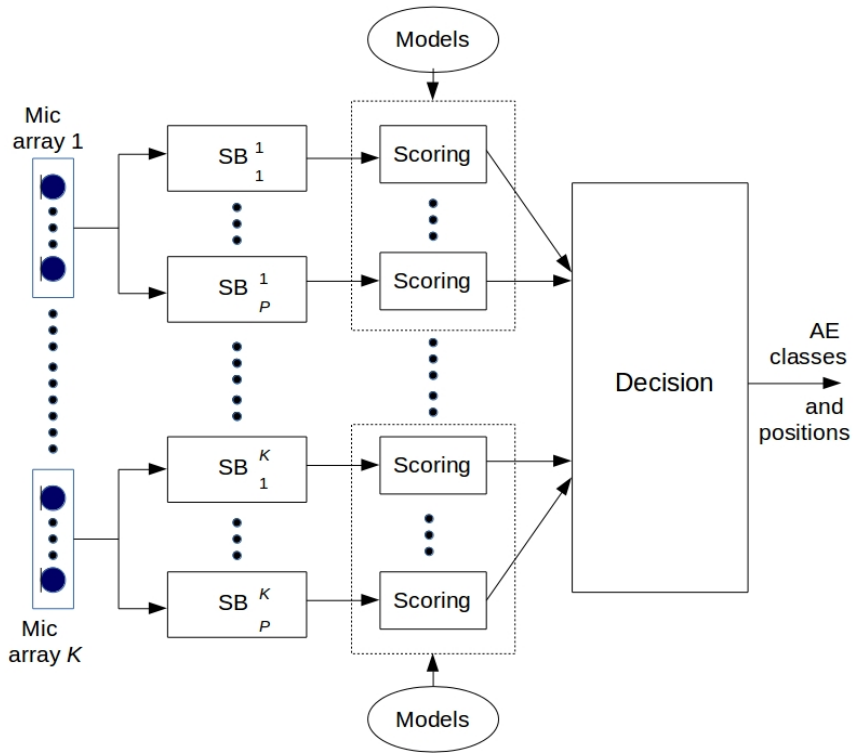 Models
Mic
array 1
SB 1 1
Scoring
SB 1 P
Scoring
Decision
AE
classes
and
positions
SB K 1
Scoring
Mic
array K
SB K P
Scoring
Models